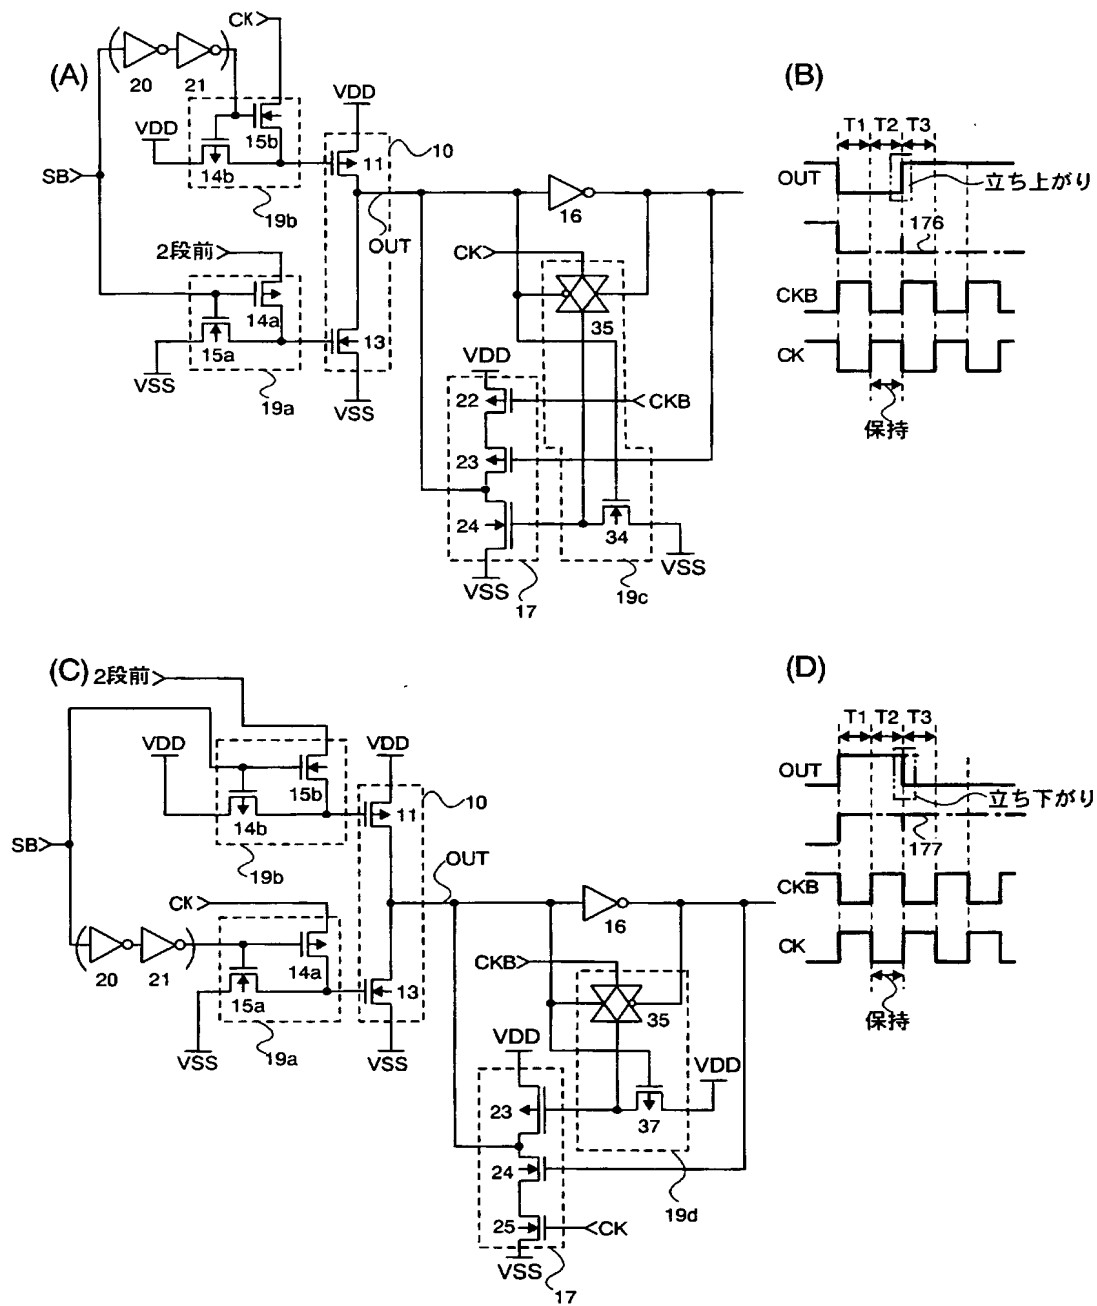 (A)
CK
20
21
VDD
15b
14b
SB
19b
2段前
14a
15a
VSS
19a
VDD
10
11
OUT
13
VSS
16
CK
35
VDD
22
CKB
23
24
34
VSS
VSS
17
19c
(B)
T1 T2 T3
OUT
立ち上がり
176
CKB
CK
保持
(C)
2段前
VDD
15b
14b
SB
19b
CK
20
21
14a
15a
VSS
19a
VDD
10
11
OUT
13
VSS
16
CKB
35
VDD
VDD
23
37
24
19d
25
CK
VSS
17
(D)
T1 T2 T3
OUT
立ち下がり
177
CKB
CK
保持